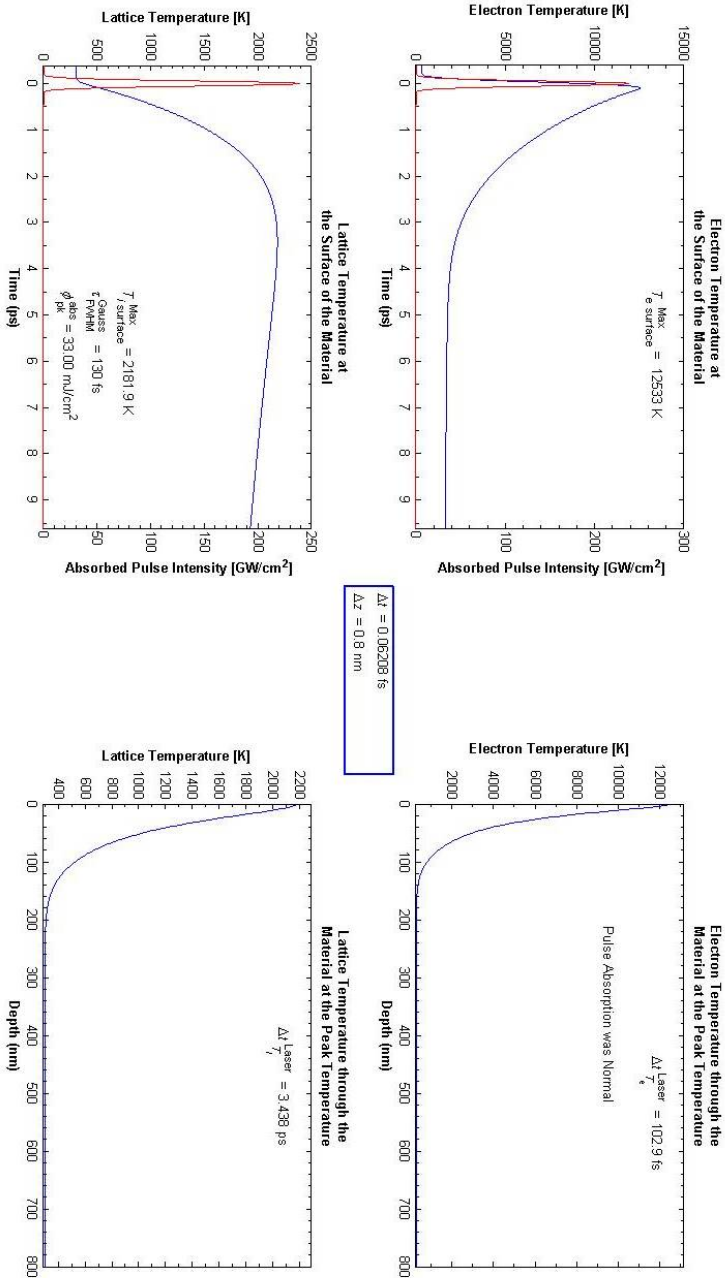 Electron Temperature at
the Surface of the Material
Electron Temperature [K]
15000
10000
5000
0
T e surface Max = 12533 K
300
200
100
0
Absorbed Pulse Intensity [GW/cm²]
0 1 2 3 4 5 6 7 8 9
Time (ps)
Electron Temperature through the
Material at the Peak Temperature
Electron Temperature [K]
12000
10000
8000
6000
4000
2000
Δt Laser Te = 102.9 fs
Pulse Absorption was Normal
0 100 200 300 400 500 600 700 800
Depth (nm)
Δt = 0.06208 fs
Δz = 0.8 nm
Lattice Temperature at
the Surface of the Material
Lattice Temperature [K]
2500
2000
1500
1000
500
0
T l surface Max = 2181.9 K
τ FWHM Gauss = 130 fs
ϕ pk abs = 33.00 mJ/cm²
250
200
150
100
50
0
Absorbed Pulse Intensity [GW/cm²]
0 1 2 3 4 5 6 7 8 9
Time (ps)
Lattice Temperature through the
Material at the Peak Temperature
Lattice Temperature [K]
2200
2000
1800
1600
1400
1200
1000
800
600
400
Δt Laser Tl = 3.438 ps
0 100 200 300 400 500 600 700 800
Depth (nm)